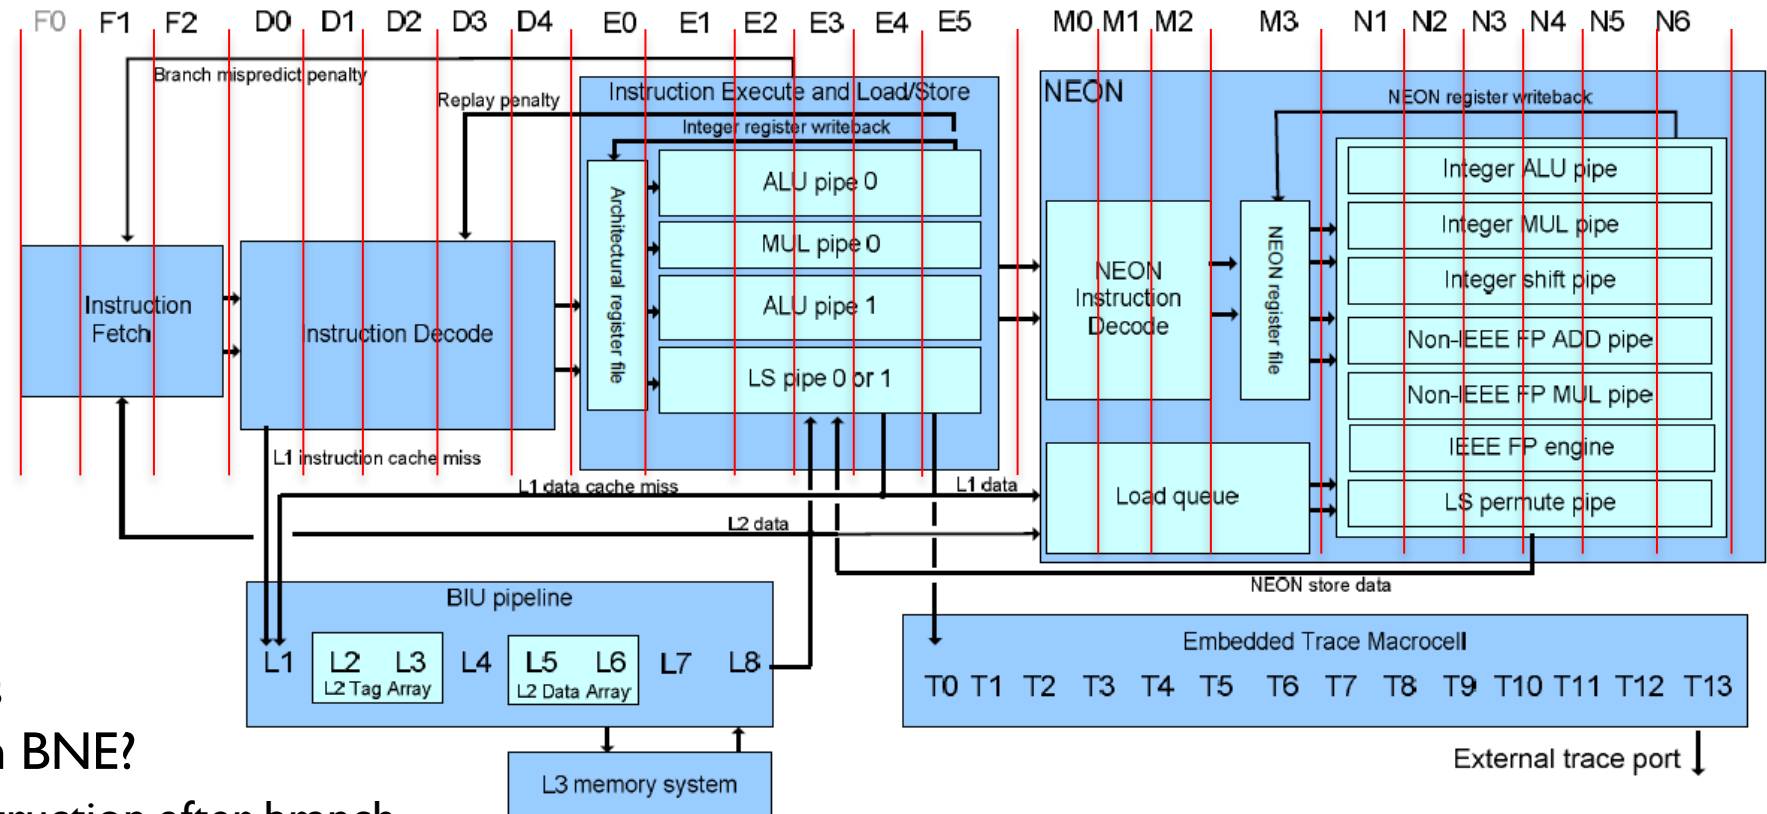 F0 F1 F2 D0 D1 D2 D3 D4 E0 E1 E2 E3 E4 E5 M0 M1 M2 M3 N1 N2 N3 N4 N5 N6
Branch mispredict penalty
Replay penalty
Instruction Execute and Load/Store
Integer register writeback
Architectural register file
ALU pipe 0
MUL pipe 0
ALU pipe 1
LS pipe 0 or 1
Instruction
Fetch
Instruction Decode
NEON
NEON register writeback
NEON
Instruction
Decode
NEON register file
Integer ALU pipe
Integer MUL pipe
Integer shift pipe
Non-IEEE FP ADD pipe
Non-IEEE FP MUL pipe
IEEE FP engine
LS permute pipe
Load queue
L1 instruction cache miss
L1 data cache miss
L1 data
L2 data
NEON store data
BIU pipeline
L1 L2 L3 L4 L5 L6 L7 L8
L2 Tag Array
L2 Data Array
L3 memory system
Embedded Trace Macrocell
T0 T1 T2 T3 T4 T5 T6 T7 T8 T9 T10 T11 T12 T13
External trace port
BNE?
after branch